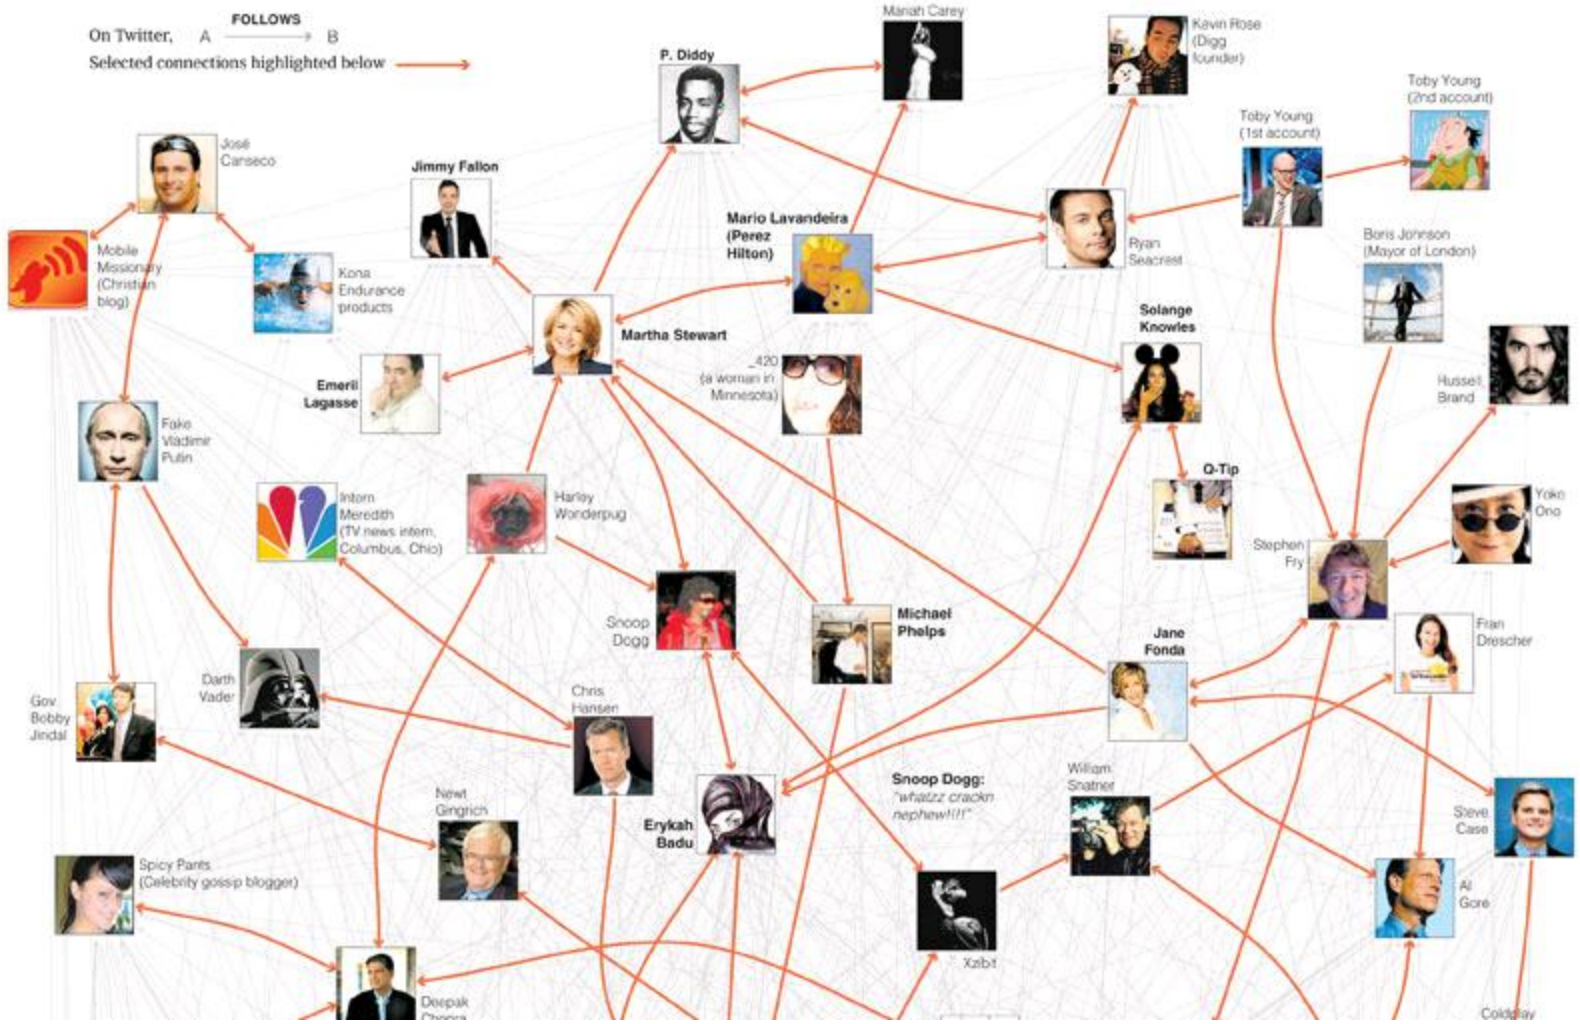 FOLLOWS
On Twitter, A B
Selected connections highlighted below
Mariah Carey
P. Diddy
Kevin Rose
(Digg
founder)
Toby Young
(2nd account)
Toby Young
(1st account)
José
Canseco
Jimmy Fallon
Mobile
Missionary
(Christian
blog)
Kona
Endurance
products
Mario Lavandeira
(Perez
Hilton)
Ryan
Seacrest
Boris Johnson
(Mayor of London)
Martha Stewart
Solange
Knowles
Emeril
Lagasse
_420
(a woman in
Minnesota)
Russell
Brand
Fake
Vladimir
Putin
Intern
Meredith
(TV news intern,
Columbus, Ohio)
Harley
Wonderpug
Q-Tip
Yoko
Ono
Stephen
Fry
Snoop
Dogg
Michael
Phelps
Jane
Fonda
Fran
Drescher
Gov
Bobby
Jindal
Darth
Vader
Chris
Hansen
Newt
Gingrich
Erykah
Badu
Snoop Dogg:
"whatzz crackn
nephew!!!!"
William
Shatner
Steve
Case
Spicy Pants
(Celebrity gossip blogger)
Al
Gore
Xzibit
Deepak
Chopra
Coldplay